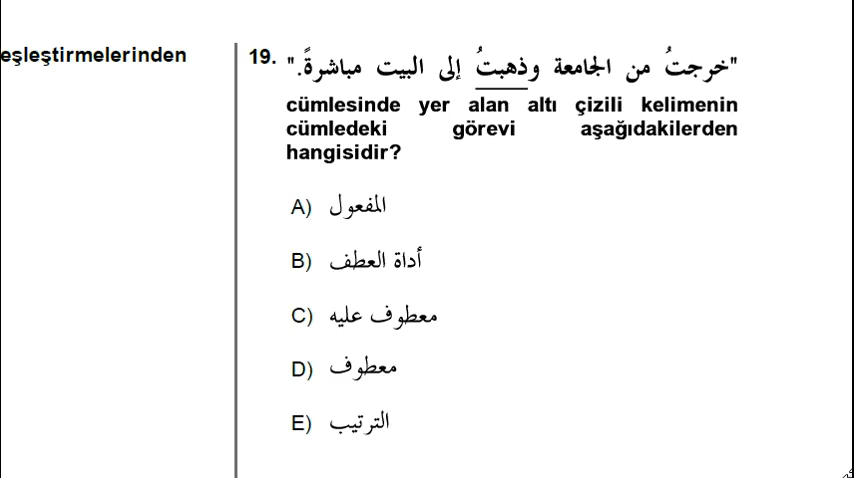 eşleştirmelerinden
19. "خرجتُ من الجامعة وذهبتُ إلى البيت مباشرةً."
cümlesinde yer alan altı çizili kelimenin
cümledeki görevi aşağıdakilerden
hangisidir?
A) المفعول
B) أداة العطف
C) معطوف عليه
D) معطوف
E) الترتيب